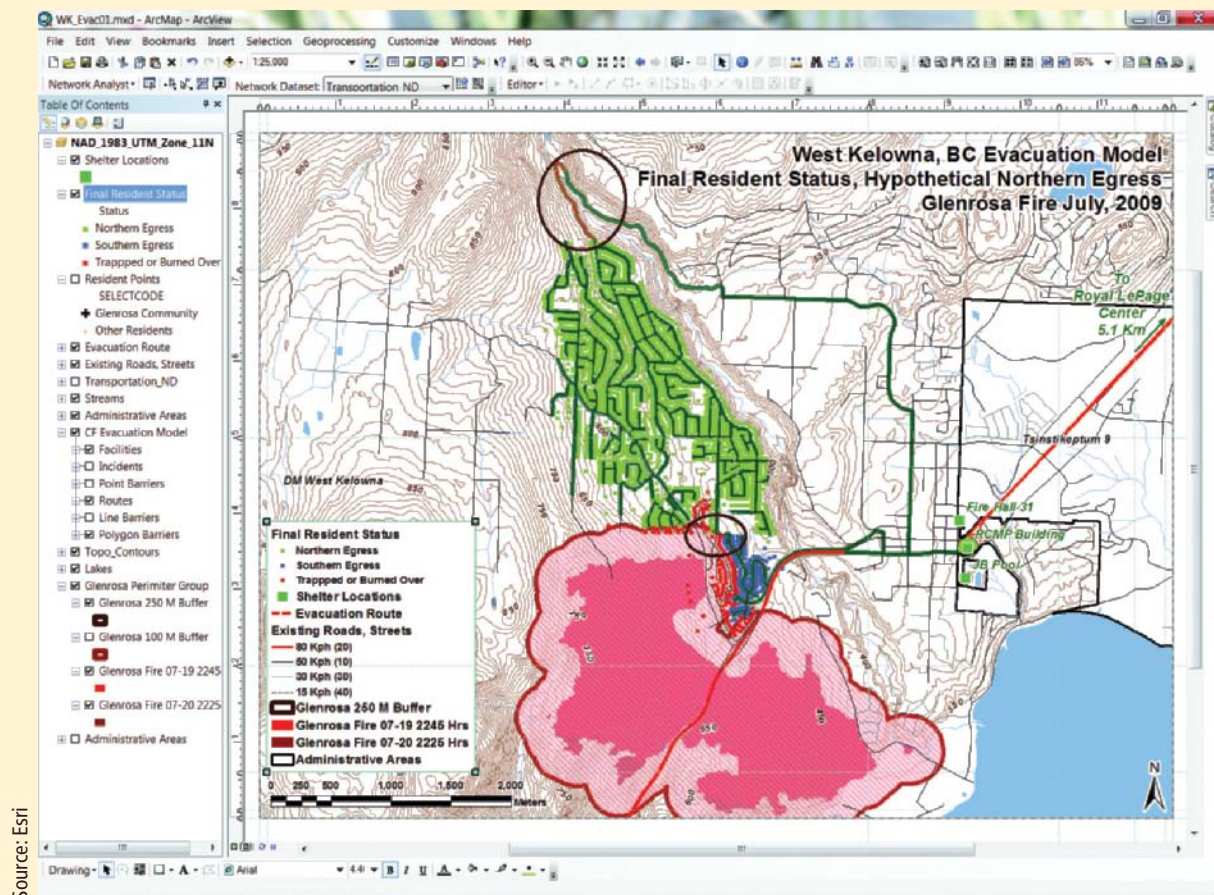 WK_Evac01.mxd - ArcMap - ArcView
File Edit View Bookmarks Insert Selection Geoprocessing Customize Windows Help
1:25,000
86%
Network Analyst
Network Dataset: Transportation_ND
Editor
Table Of Contents
NAD_1983_UTM_Zone_11N
Shelter Locations
Final Resident Status
Status
Northern Egress
Southern Egress
Trappped or Burned Over
Resident Points
SELECTCODE
Glenrosa Community
Other Residents
Evacuation Route
Existing Roads, Streets
Transportation_ND
Streams
Administrative Areas
CF Evacuation Model
Facilities
Incidents
Point Barriers
Routes
Line Barriers
Polygon Barriers
Topo_Contours
Lakes
Glenrosa Perimiter Group
Glenrosa 250 M Buffer
Glenrosa 100 M Buffer
Glenrosa Fire 07-19 2245
Glenrosa Fire 07-20 2225
Administrative Areas
West Kelowna, BC Evacuation Model
Final Resident Status, Hypothetical Northern Egress
Glenrosa Fire July, 2009
To
Royal LePage
Center
5.1 Km
Tsinstikeptum 9
DM West Kelowna
Fire Hall-31
RCMP Building
JB Pool
Final Resident Status
Northern Egress
Southern Egress
Trappped or Burned Over
Shelter Locations
Evacuation Route
Existing Roads, Streets
80 Kph (20)
50 Kph (10)
30 Kph (30)
15 Kph (40)
Glenrosa 250 M Buffer
Glenrosa Fire 07-19 2245 Hrs
Glenrosa Fire 07-20 2225 Hrs
Administrative Areas
0 250 500 1,000 1,500 2,000
Meters
N
Drawing
Arial
B I U A
Source: Esri